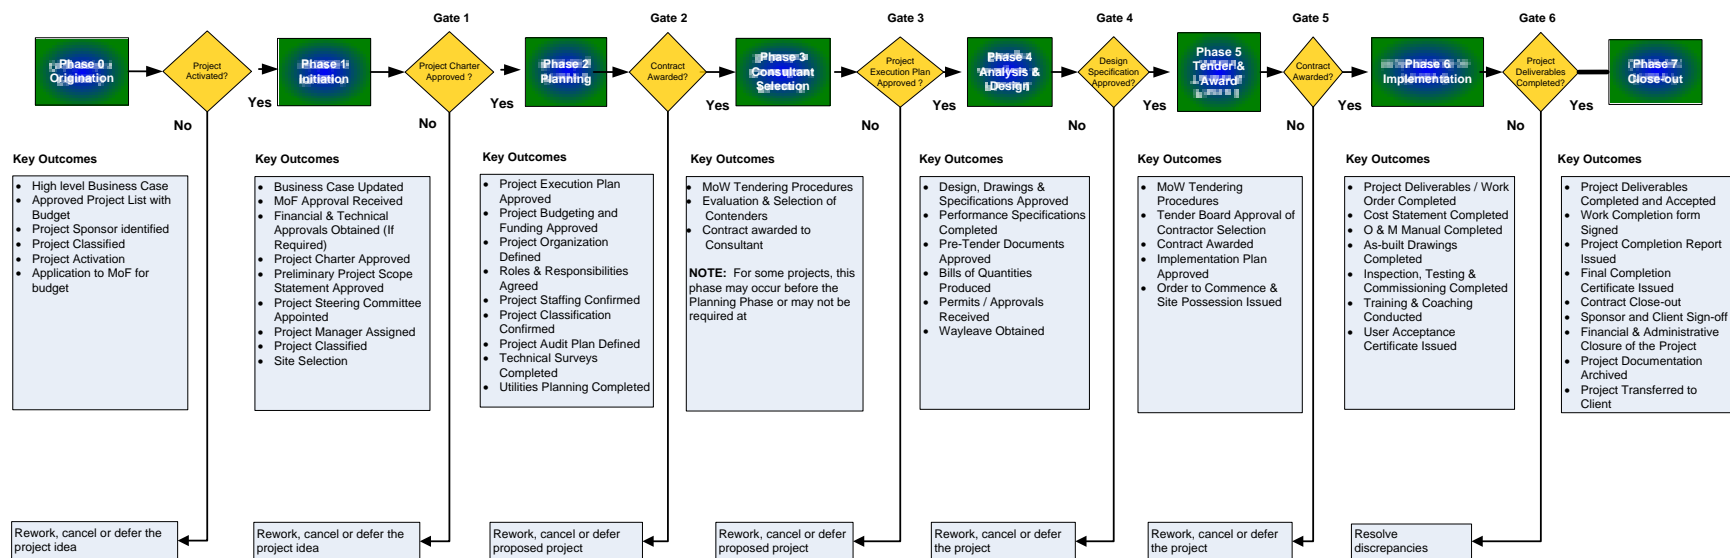 Gate 1
Gate 2
Gate 3
Gate 4
Gate 5
Gate 6
Phase 0
Origination
Project
Activated?
Phase 1
Initiation
Project Charter
Approved ?
Phase 2
Planning
Contract
Awarded?
Phase 3
Consultant
Selection
Project
Execution Plan
Approved ?
Phase 4
Analysis &
Design
Design
Specification
Approved?
Phase 5
Tender &
Award
Contract
Awarded?
Phase 6
Implementation
Project
Deliverables
Completed?
Phase 7
Close-out
Yes
Yes
Yes
Yes
Yes
Yes
Yes
No
No
No
No
No
No
No
Key Outcomes
• High level Business Case
• Approved Project List with
Budget
• Project Sponsor identified
• Project Classified
• Project Activation
• Application to MoF for
budget
Key Outcomes
• Business Case Updated
• MoF Approval Received
• Financial & Technical
Approvals Obtained (If
Required)
• Project Charter Approved
• Preliminary Project Scope
Statement Approved
• Project Steering Committee
Appointed
• Project Manager Assigned
• Project Classified
• Site Selection
Key Outcomes
• Project Execution Plan
Approved
• Project Budgeting and
Funding Approved
• Project Organization
Defined
• Roles & Responsibilities
Agreed
• Project Staffing Confirmed
• Project Classification
Confirmed
• Project Audit Plan Defined
• Technical Surveys
Completed
• Utilities Planning Completed
Key Outcomes
• MoW Tendering Procedures
• Evaluation & Selection of
Contenders
• Contract awarded to
Consultant
NOTE: For some projects, this
phase may occur before the
Planning Phase or may not be
required at
Key Outcomes
• Design, Drawings &
Specifications Approved
• Performance Specifications
Completed
• Pre-Tender Documents
Approved
• Bills of Quantities
Produced
• Permits / Approvals
Received
• Wayleave Obtained
Key Outcomes
• MoW Tendering
Procedures
• Tender Board Approval of
Contractor Selection
• Contract Awarded
• Implementation Plan
Approved
• Order to Commence &
Site Possession Issued
Key Outcomes
• Project Deliverables / Work
Order Completed
• Cost Statement Completed
• O & M Manual Completed
• As-built Drawings
Completed
• Inspection, Testing &
Commissioning Completed
• Training & Coaching
Conducted
• User Acceptance
Certificate Issued
Key Outcomes
• Project Deliverables
Completed and Accepted
• Work Completion form
Signed
• Project Completion Report
Issued
• Final Completion
Certificate Issued
• Contract Close-out
• Sponsor and Client Sign-off
• Financial & Administrative
Closure of the Project
• Project Documentation
Archived
• Project Transferred to
Client
Rework, cancel or defer the
project idea
Rework, cancel or defer the
project idea
Rework, cancel or defer
proposed project
Rework, cancel or defer
proposed project
Rework, cancel or defer
the project
Rework, cancel or defer
the project
Resolve
discrepancies